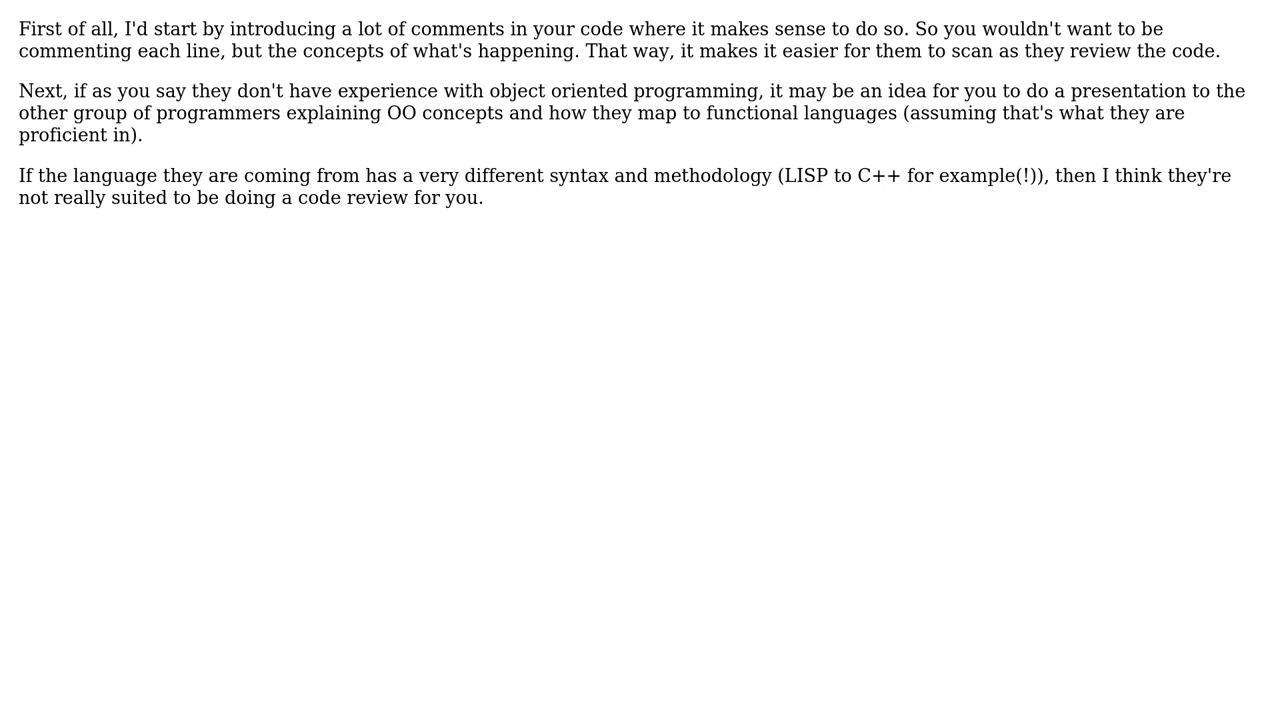 First of all, I'd start by introducing a lot of comments in your code where it makes sense to do so. So you wouldn't want to be
commenting each line, but the concepts of what's happening. That way, it makes it easier for them to scan as they review the code.
Next, if as you say they don't have experience with object oriented programming, it may be an idea for you to do a presentation to the
other group of programmers explaining OO concepts and how they map to functional languages (assuming that's what they are
proficient in).
If the language they are coming from has a very different syntax and methodology (LISP to C++ for example(!)), then I think they're
not really suited to be doing a code review for you.